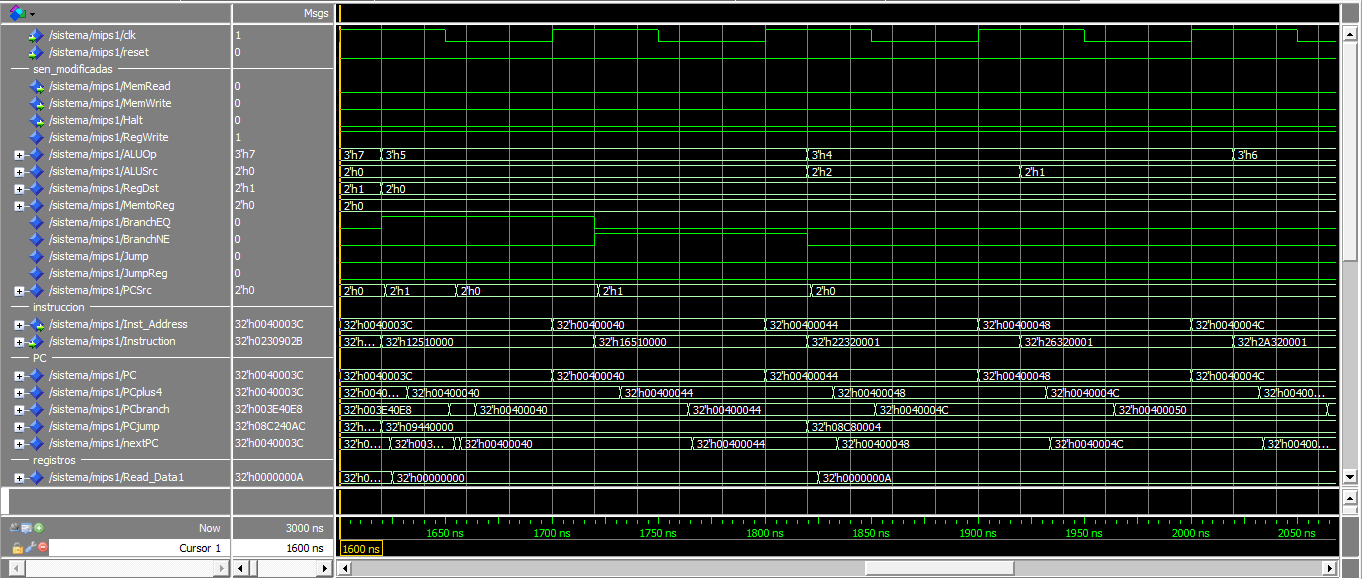 Msgs
/sistema/mips1/clk 1
/sistema/mips1/reset 0
sen_modificadas
/sistema/mips1/MemRead 0
/sistema/mips1/MemWrite 0
/sistema/mips1/Halt 0
/sistema/mips1/RegWrite 1
/sistema/mips1/ALUOp 3'h7 3'h7 3'h5 3'h4 3'h6
/sistema/mips1/ALUSrc 2'h0 2'h0 2'h2 2'h1
/sistema/mips1/RegDst 2'h1 2'h1 2'h0
/sistema/mips1/MemtoReg 2'h0 2'h0
/sistema/mips1/BranchEQ 0
/sistema/mips1/BranchNE 0
/sistema/mips1/Jump 0
/sistema/mips1/JumpReg 0
/sistema/mips1/PCSrc 2'h0 2'h0 2'h1 2'h0 2'h1 2'h0
instruccion
/sistema/mips1/Inst_Address 32'h0040003C 32'h0040003C 32'h00400040 32'h00400044 32'h00400048 32'h0040004C
/sistema/mips1/Instruction 32'h0230902B 32'h... 32'h12510000 32'h16510000 32'h22320001 32'h26320001 32'h2A320001
PC
/sistema/mips1/PC 32'h0040003C 32'h0040003C 32'h00400040 32'h00400044 32'h00400048 32'h0040004C
/sistema/mips1/PCplus4 32'h0040003C 32'h0040... 32'h00400040 32'h00400044 32'h00400048 32'h0040004C 32'h00400...
/sistema/mips1/PCbranch 32'h003E40E8 32'h003E40E8 32'h00400040 32'h00400044 32'h0040004C 32'h00400050
/sistema/mips1/PCjump 32'h08C240AC 32'h... 32'h09440000 32'h08C80004
/sistema/mips1/nextPC 32'h0040003C 32'h0... 32'h003... 32'h00400040 32'h00400044 32'h00400048 32'h0040004C 32'h00400...
registros
/sistema/mips1/Read_Data1 32'h0000000A 32'h0... 32'h00000000 32'h0000000A
Now 3000 ns 1650 ns 1700 ns 1750 ns 1800 ns 1850 ns 1900 ns 1950 ns 2000 ns 2050 ns
Cursor 1 1600 ns 1600 ns